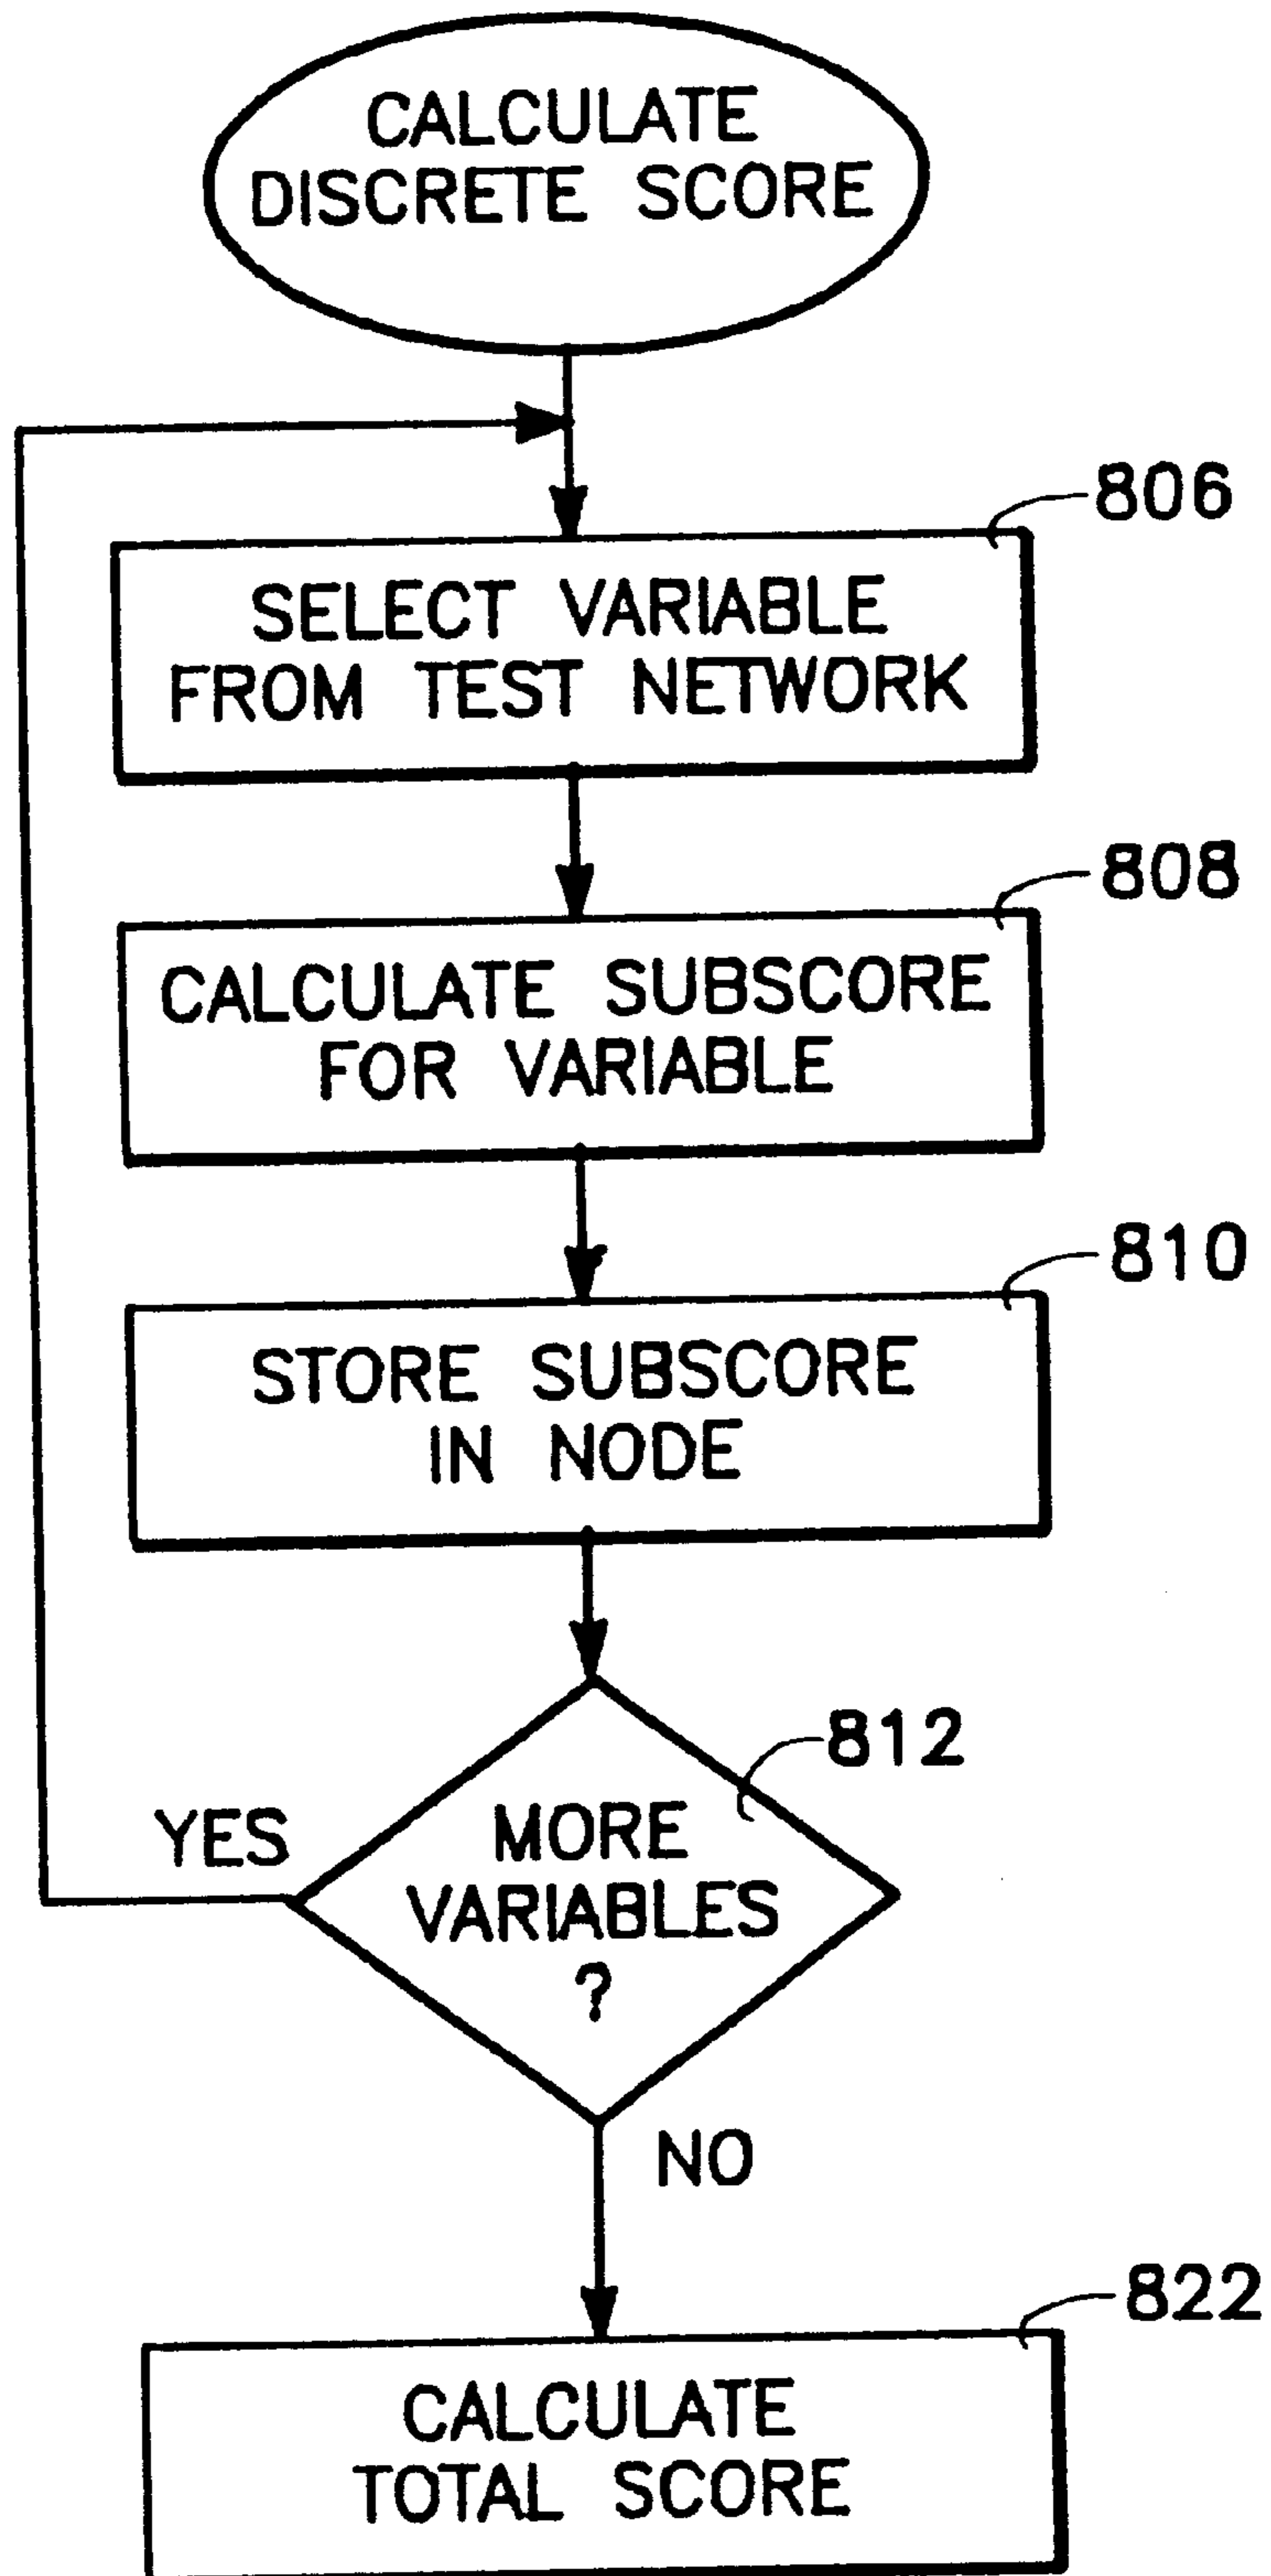 CALCULATE
DISCRETE SCORE
806
SELECT VARIABLE
FROM TEST NETWORK
808
CALCULATE SUBSCORE
FOR VARIABLE
810
STORE SUBSCORE
IN NODE
812
YES
MORE
VARIABLES
?
NO
822
CALCULATE
TOTAL SCORE